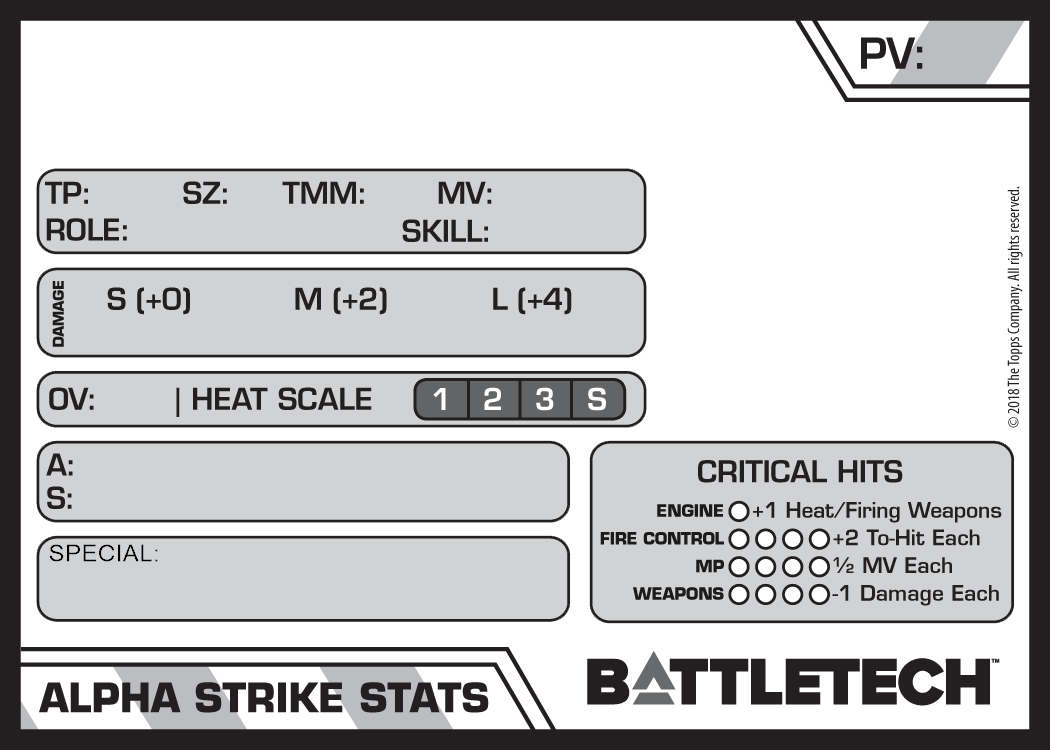 PV:
TP: SZ: TMM: MV:
ROLE: SKILL:
DAMAGE
S (+0) M (+2) L (+4)
OV: | HEAT SCALE 1 2 3 S
A:
S:
SPECIAL:
CRITICAL HITS
ENGINE +1 Heat/Firing Weapons
FIRE CONTROL +2 To-Hit Each
MP ½ MV Each
WEAPONS -1 Damage Each
© 2018 The Topps Company. All rights reserved.
ALPHA STRIKE STATS
BATTLETECH™